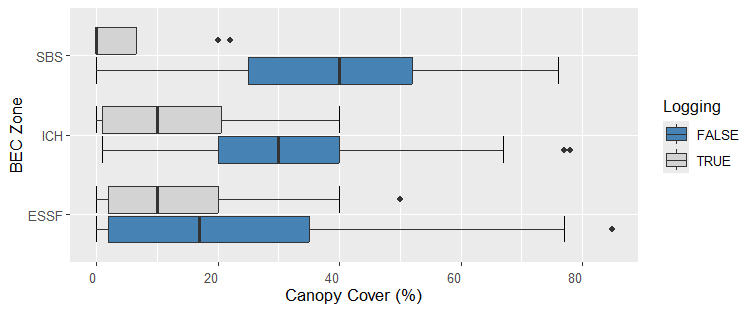 BEC Zone
SBS
ICH
ESSF
0 20 40 60 80
Canopy Cover (%)
Logging
FALSE
TRUE